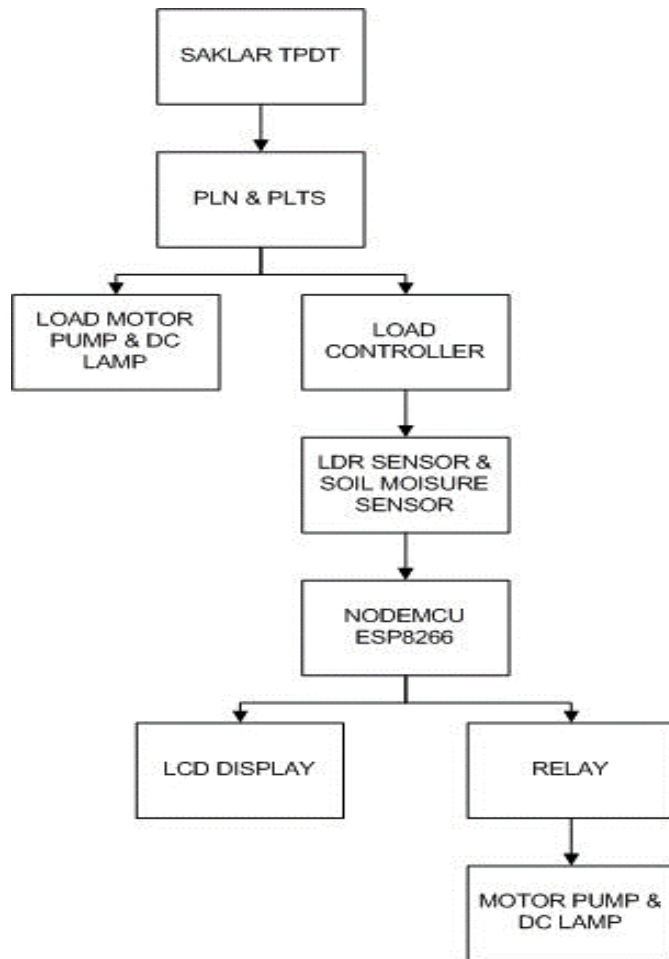 SAKLAR TPDT
PLN & PLTS
LOAD MOTOR
PUMP & DC
LAMP
LOAD
CONTROLLER
LDR SENSOR &
SOIL MOISURE
SENSOR
NODEMCU
ESP8266
LCD DISPLAY
RELAY
MOTOR PUMP &
DC LAMP